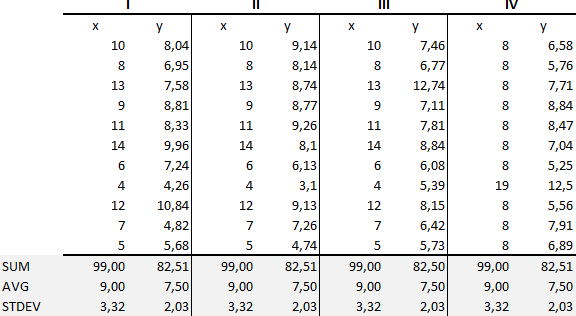 I II III IV
x y x y x y x y
10 8,04 10 9,14 10 7,46 8 6,58
8 6,95 8 8,14 8 6,77 8 5,76
13 7,58 13 8,74 13 12,74 8 7,71
9 8,81 9 8,77 9 7,11 8 8,84
11 8,33 11 9,26 11 7,81 8 8,47
14 9,96 14 8,1 14 8,84 8 7,04
6 7,24 6 6,13 6 6,08 8 5,25
4 4,26 4 3,1 4 5,39 19 12,5
12 10,84 12 9,13 12 8,15 8 5,56
7 4,82 7 7,26 7 6,42 8 7,91
5 5,68 5 4,74 5 5,73 8 6,89
SUM 99,00 82,51 99,00 82,51 99,00 82,50 99,00 82,51
AVG 9,00 7,50 9,00 7,50 9,00 7,50 9,00 7,50
STDEV 3,32 2,03 3,32 2,03 3,32 2,03 3,32 2,03